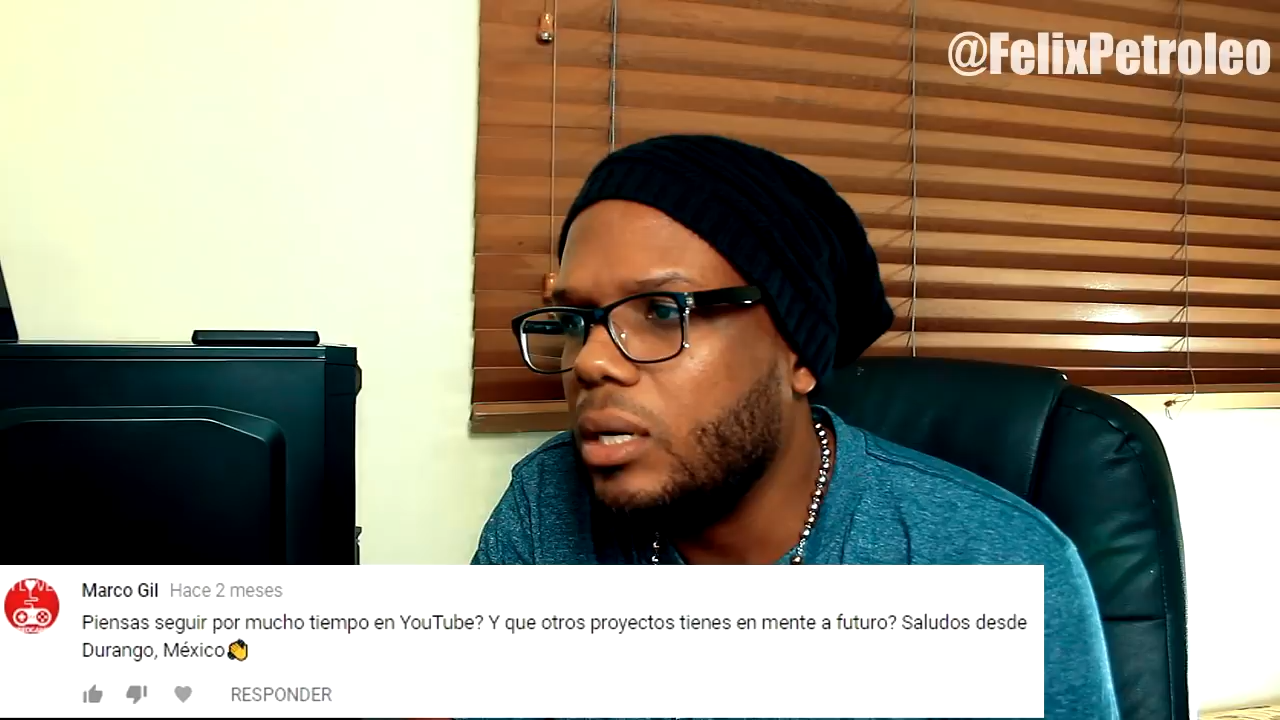 @FelixPetroleo
Marco Gil Hace 2 meses
Piensas seguir por mucho tiempo en YouTube? Y que otros proyectos tienes en mente a futuro? Saludos desde
Durango, México👏
RESPONDER